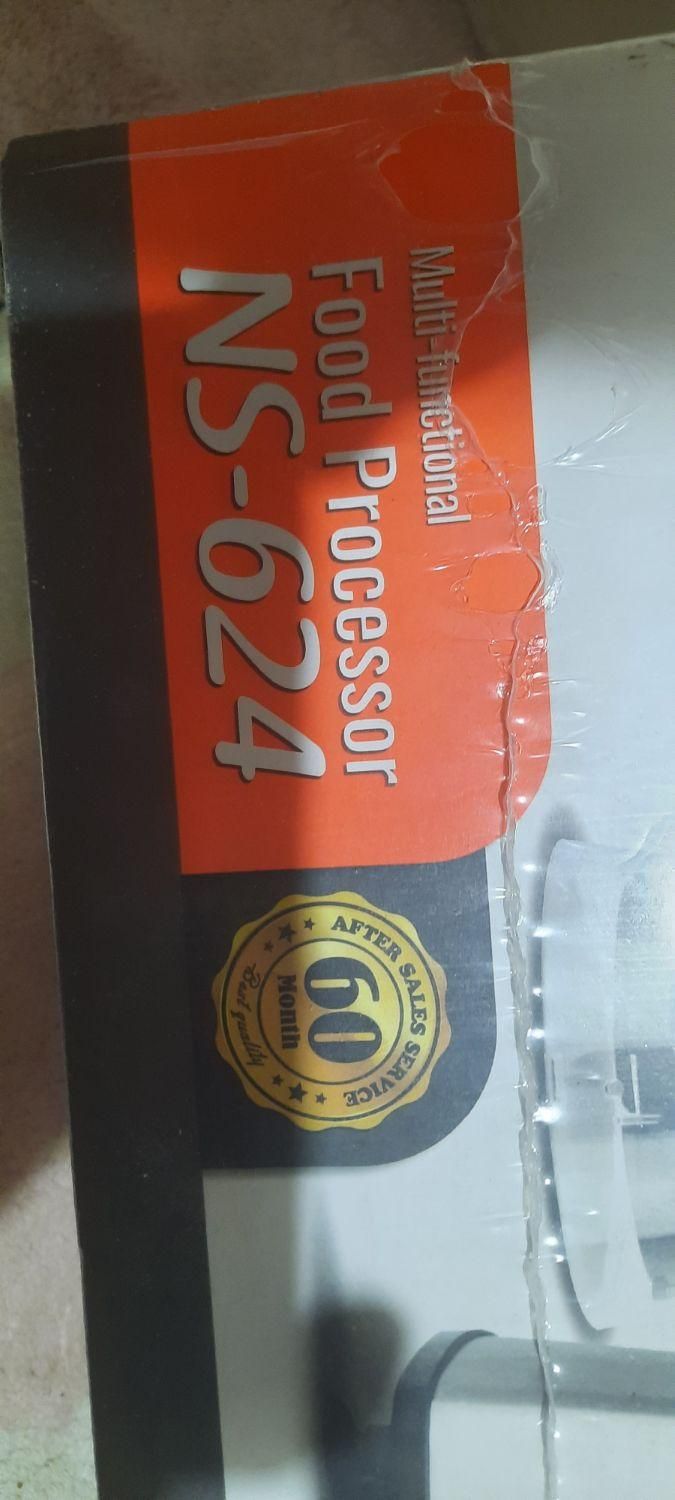 Multi-functional
Food Processor
NS-624
AFTER SALES SERVICE
60
Month
Best quality